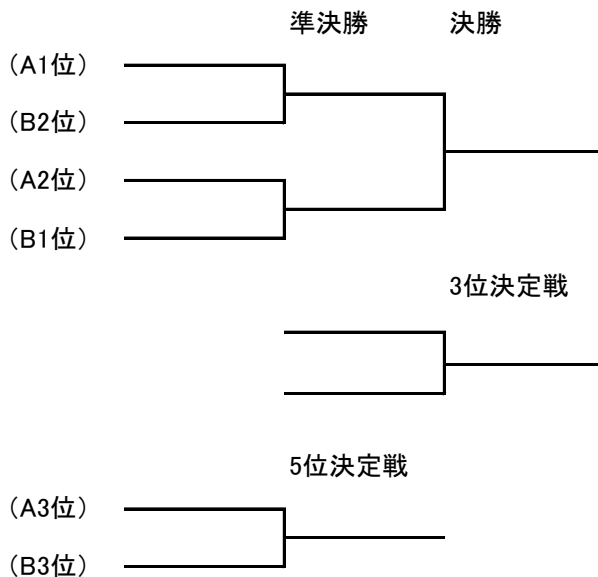 準決勝 決勝
（A1位）
（B2位）
（A2位）
（B1位）
3位決定戦
5位決定戦
（A3位）
（B3位）